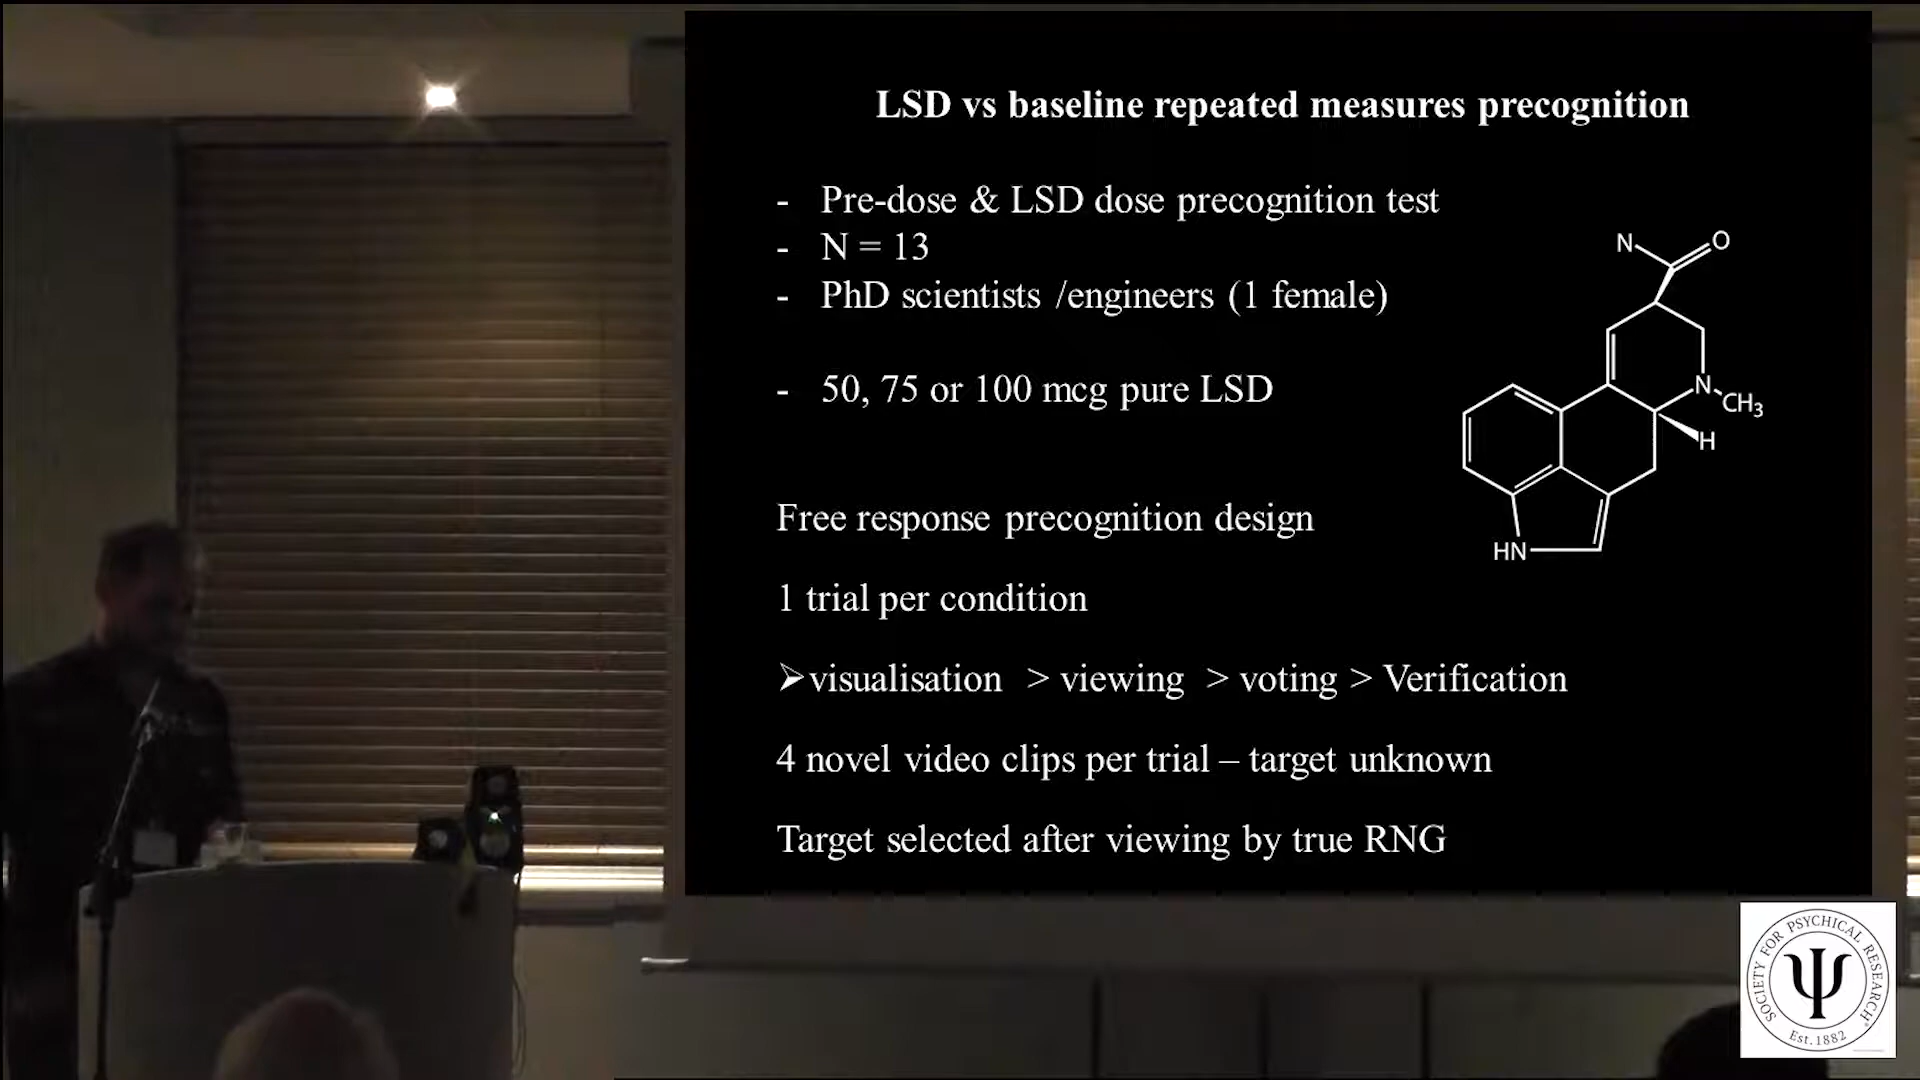 LSD vs baseline repeated measures precognition
- Pre-dose & LSD dose precognition test
- N = 13
- PhD scientists /engineers (1 female)
- 50, 75 or 100 mcg pure LSD
N
O
N
CH₃
H
HN
Free response precognition design
1 trial per condition
➢visualisation > viewing > voting > Verification
4 novel video clips per trial – target unknown
Target selected after viewing by true RNG
SOCIETY FOR PSYCHICAL RESEARCH
Ψ
Est.1882